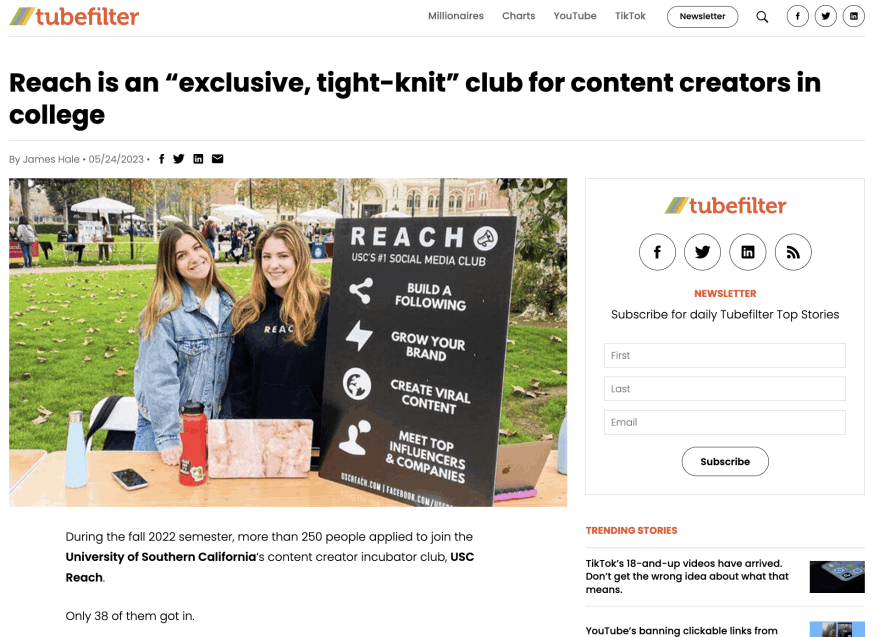 tubefilter
Millionaires Charts YouTube TikTok Newsletter
Reach is an “exclusive, tight-knit” club for content creators in
college
By James Hale • 05/24/2023 •
REACH
USC'S #1 SOCIAL MEDIA CLUB
BUILD A
FOLLOWING
GROW YOUR
BRAND
CREATE VIRAL
CONTENT
MEET TOP
INFLUENCERS
& COMPANIES
USCREACH.COM | FACEBOOK.COM/USC
REAC
During the fall 2022 semester, more than 250 people applied to join the
University of Southern California's content creator incubator club, USC
Reach.
Only 38 of them got in.
tubefilter
NEWSLETTER
Subscribe for daily Tubefilter Top Stories
First
Last
Email
Subscribe
TRENDING STORIES
TikTok's 18-and-up videos have arrived.
Don't get the wrong idea about what that
means.
YouTube's banning clickable links from